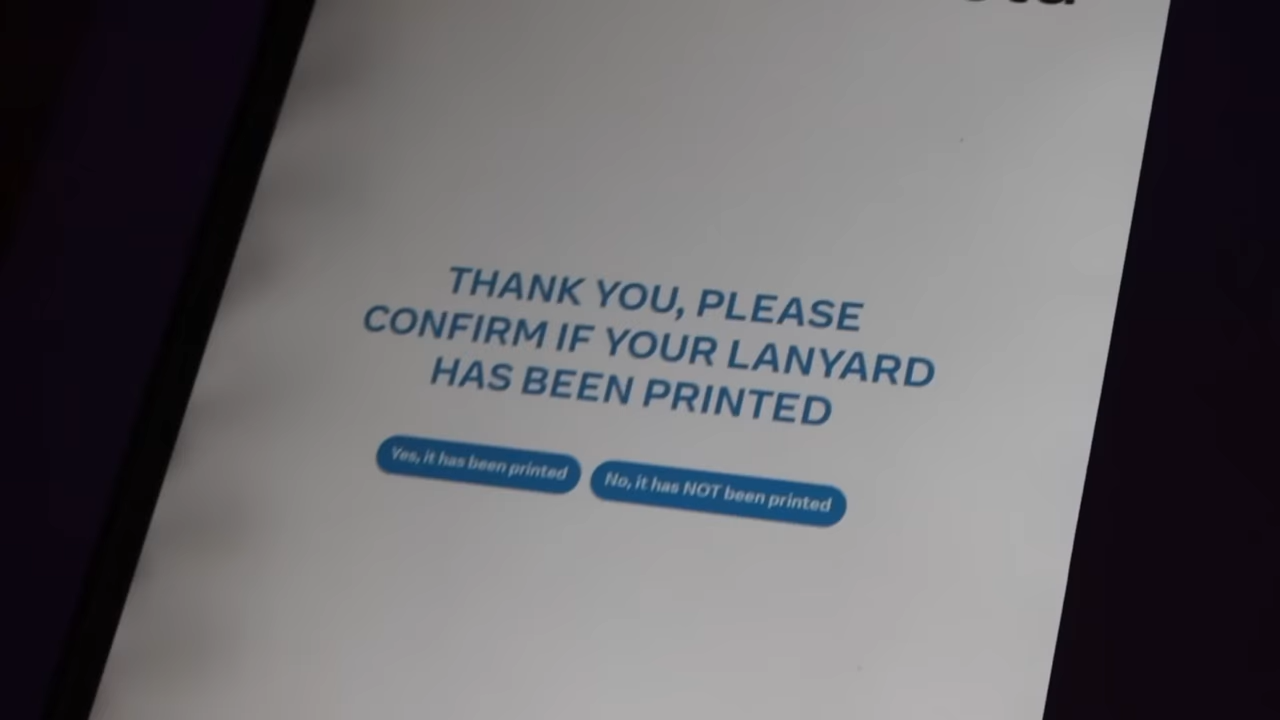 THANK YOU, PLEASE
CONFIRM IF YOUR LANYARD
HAS BEEN PRINTED
Yes, it has been printed
No, it has NOT been printed